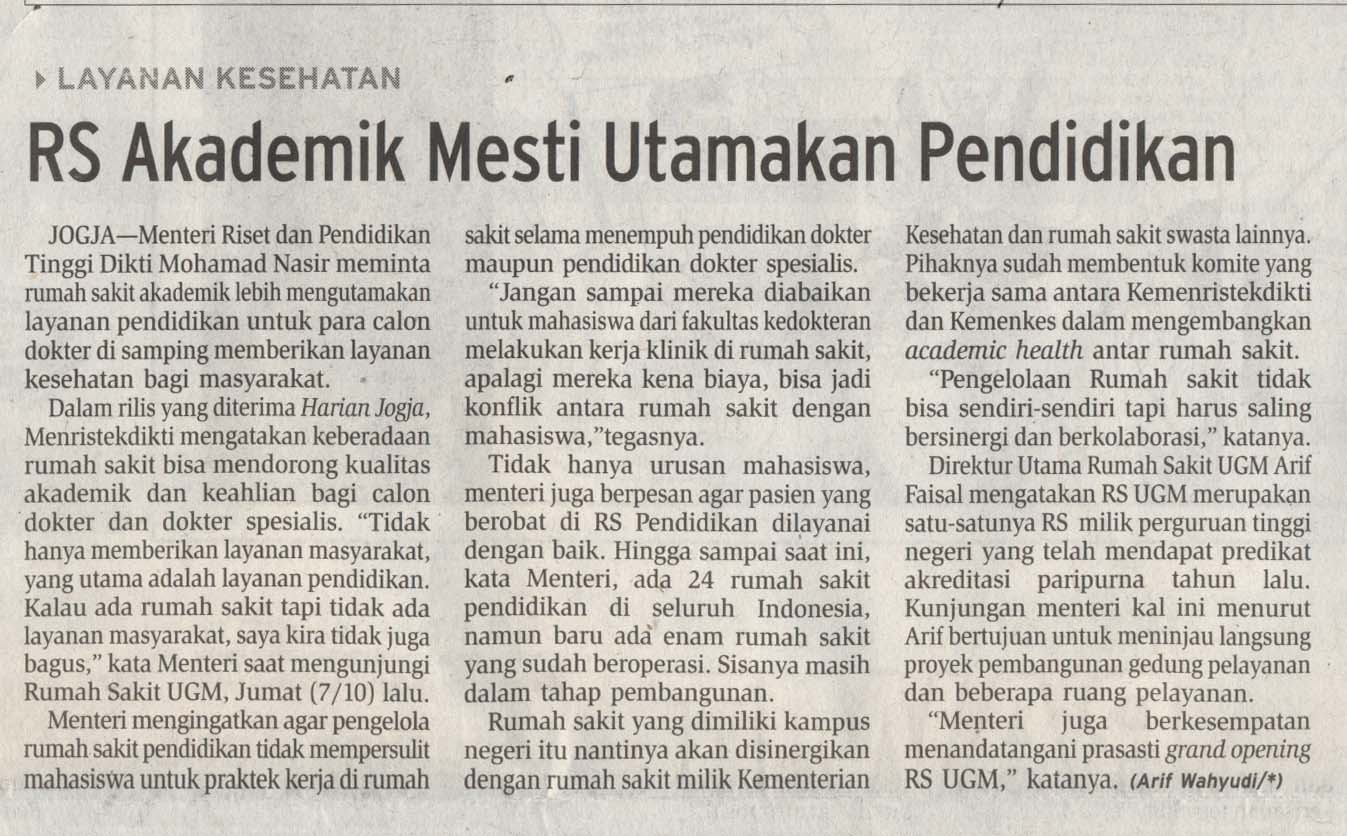 LAYANAN KESEHATAN
RS Akademik Mesti Utamakan Pendidikan
JOGJA—Menteri Riset dan Pendidikan
Tinggi Dikti Mohamad Nasir meminta
rumah sakit akademik lebih mengutamakan
layanan pendidikan untuk para calon
dokter di samping memberikan layanan
kesehatan bagi masyarakat.
Dalam rilis yang diterima Harian Jogja,
Menristekdikti mengatakan keberadaan
rumah sakit bisa mendorong kualitas
akademik dan keahlian bagi calon
dokter dan dokter spesialis. “Tidak
hanya memberikan layanan masyarakat,
yang utama adalah layanan pendidikan.
Kalau ada rumah sakit tapi tidak ada
layanan masyarakat, saya kira tidak juga
bagus,” kata Menteri saat mengunjungi
Rumah Sakit UGM, Jumat (7/10) lalu.
Menteri mengingatkan agar pengelola
rumah sakit pendidikan tidak mempersulit
mahasiswa untuk praktek kerja di rumah
sakit selama menempuh pendidikan dokter
maupun pendidikan dokter spesialis.
“Jangan sampai mereka diabaikan
untuk mahasiswa dari fakultas kedokteran
melakukan kerja klinik di rumah sakit,
apalagi mereka kena biaya, bisa jadi
konflik antara rumah sakit dengan
mahasiswa,”tegasnya.
Tidak hanya urusan mahasiswa,
menteri juga berpesan agar pasien yang
berobat di RS Pendidikan dilayanai
dengan baik. Hingga sampai saat ini,
kata Menteri, ada 24 rumah sakit
pendidikan di seluruh Indonesia,
namun baru ada enam rumah sakit
yang sudah beroperasi. Sisanya masih
dalam tahap pembangunan.
Rumah sakit yang dimiliki kampus
negeri itu nantinya akan disinergikan
dengan rumah sakit milik Kementerian
Kesehatan dan rumah sakit swasta lainnya.
Pihaknya sudah membentuk komite yang
bekerja sama antara Kemenristekdikti
dan Kemenkes dalam mengembangkan
academic health antar rumah sakit.
“Pengelolaan Rumah sakit tidak
bisa sendiri-sendiri tapi harus saling
bersinergi dan berkolaborasi,” katanya.
Direktur Utama Rumah Sakit UGM Arif
Faisal mengatakan RS UGM merupakan
satu-satunya RS milik perguruan tinggi
negeri yang telah mendapat predikat
akreditasi paripurna tahun lalu.
Kunjungan menteri kal ini menurut
Arif bertujuan untuk meninjau langsung
proyek pembangunan gedung pelayanan
dan beberapa ruang pelayanan.
“Menteri juga berkesempatan
menandatangani prasasti grand opening
RS UGM,” katanya. (Arif Wahyudi/*)